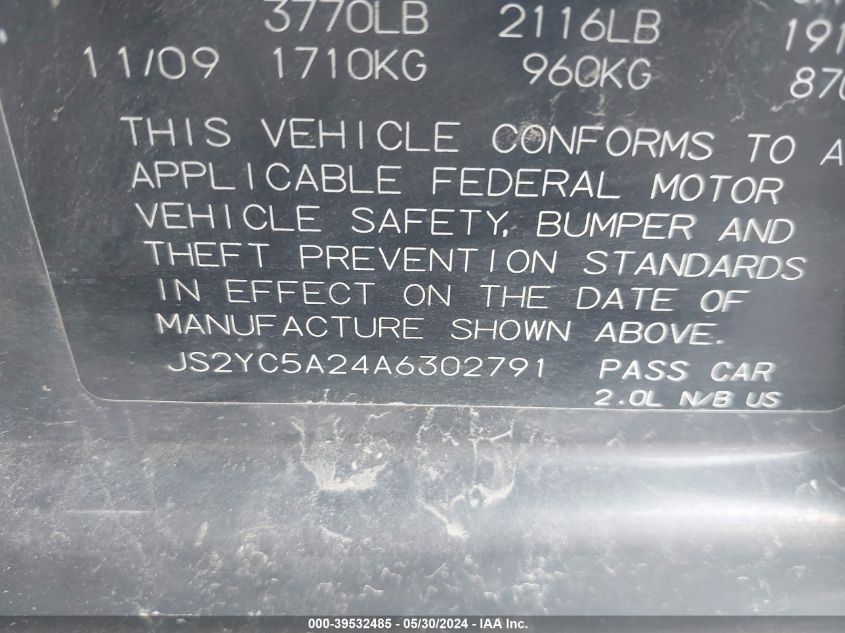 3770LB 2116LB 191
11/09 1710KG 960KG 870
THIS VEHICLE CONFORMS TO A
APPLICABLE FEDERAL MOTOR
VEHICLE SAFETY, BUMPER AND
THEFT PREVENTION STANDARDS
IN EFFECT ON THE DATE OF
MANUFACTURE SHOWN ABOVE.
JS2YC5A24A6302791 PASS CAR
2.0L N/B US
000-39532485 - 05/30/2024 - IAA Inc.